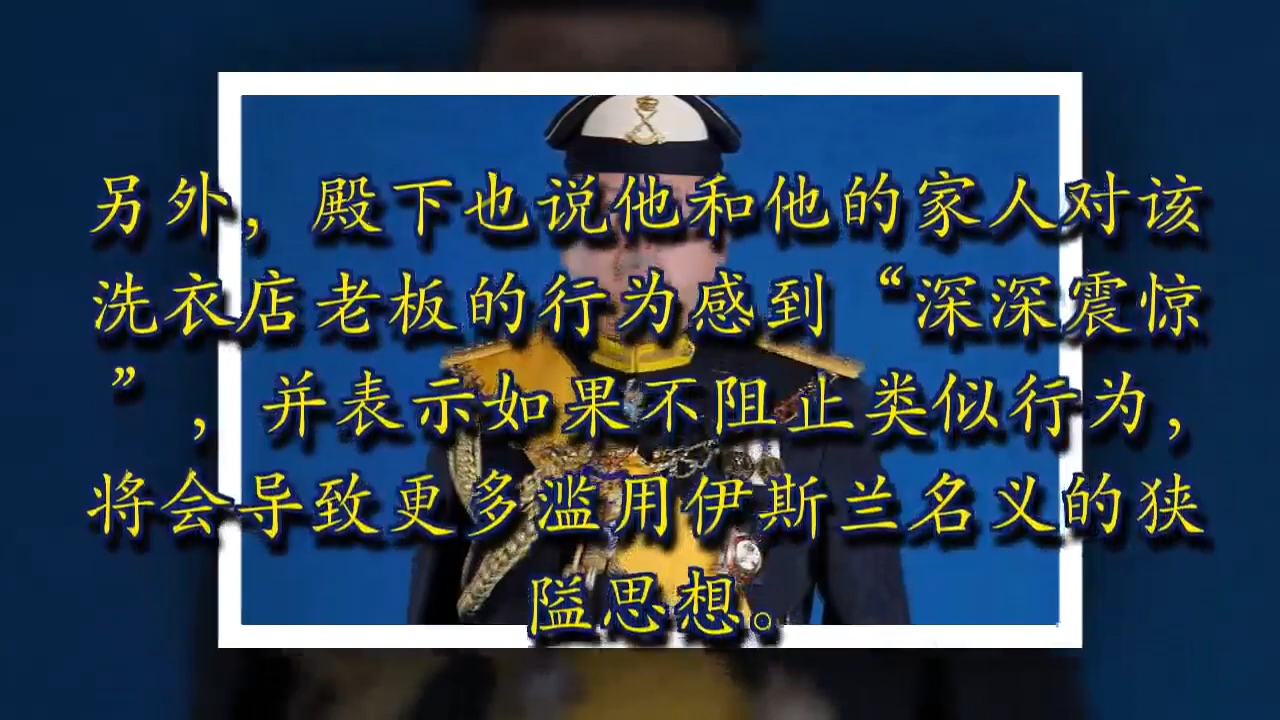 另外，殿下也说他和他的家人对该
洗衣店老板的行为感到“深深震惊
”，并表示如果不阻止类似行为，
将会导致更多滥用伊斯兰名义的狭
隘思想。